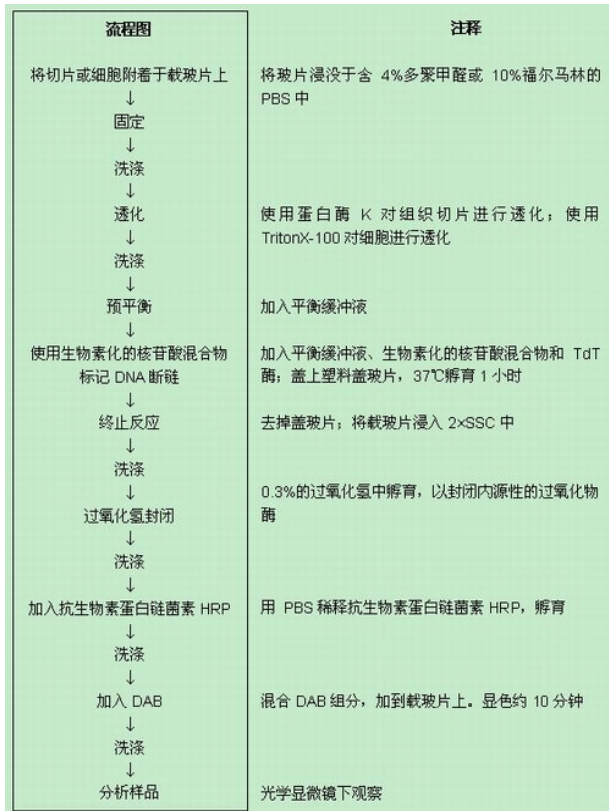 流程图 注释
将切片或细胞附着于载玻片上 将玻片浸没于含 4%多聚甲醛或 10%福尔马林的
↓ PBS 中
固定
↓
洗涤
↓
透化 使用蛋白酶 K 对组织切片进行透化；使用
↓ TritonX-100 对细胞进行透化
洗涤
↓
预平衡 加入平衡缓冲液
↓
使用生物素化的核苷酸混合物 加入平衡缓冲液、生物素化的核苷酸混合物和 TdT
标记 DNA 断链 酶；盖上塑料盖玻片，37℃孵育 1 小时
↓
终止反应 去掉盖玻片；将载玻片浸入 2×SSC 中
↓
洗涤
↓ 0.3%的过氧化氢中孵育，以封闭内源性的过氧化物
过氧化氢封闭 酶
↓
洗涤
↓
加入抗生物素蛋白链菌素 HRP 用 PBS 稀释抗生物素蛋白链菌素 HRP，孵育
↓
洗涤
↓
加入 DAB 混合 DAB 组分，加到载玻片上。显色约 10 分钟
↓
洗涤
↓
分析样品 光学显微镜下观察